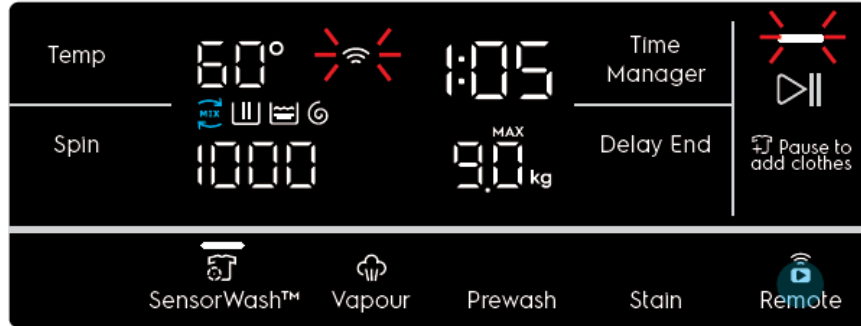 Temp
60°
1:05
Time
Manager
MIX
Spin
1000
MAX
9.0 kg
Delay End
Pause to
add clothes
SensorWash™
Vapour
Prewash
Stain
Remote